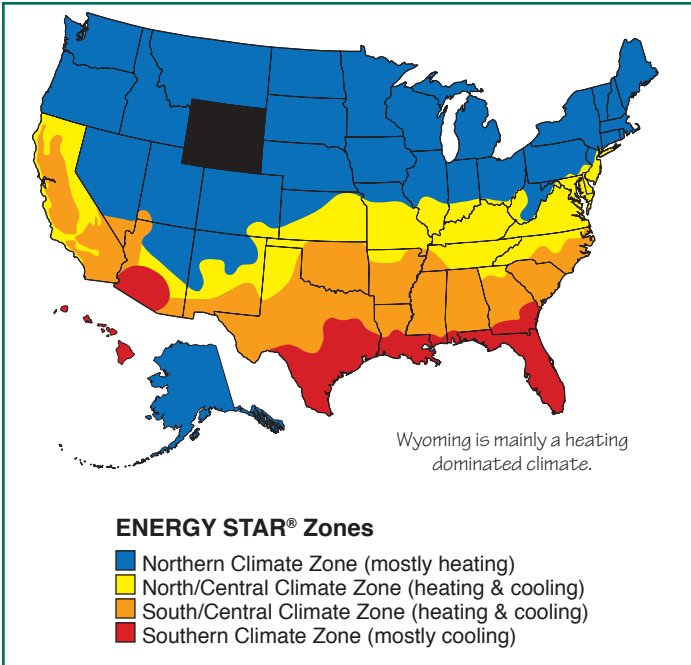 Wyoming is mainly a heating
dominated climate.
ENERGY STAR® Zones
Northern Climate Zone (mostly heating)
North/Central Climate Zone (heating & cooling)
South/Central Climate Zone (heating & cooling)
Southern Climate Zone (mostly cooling)